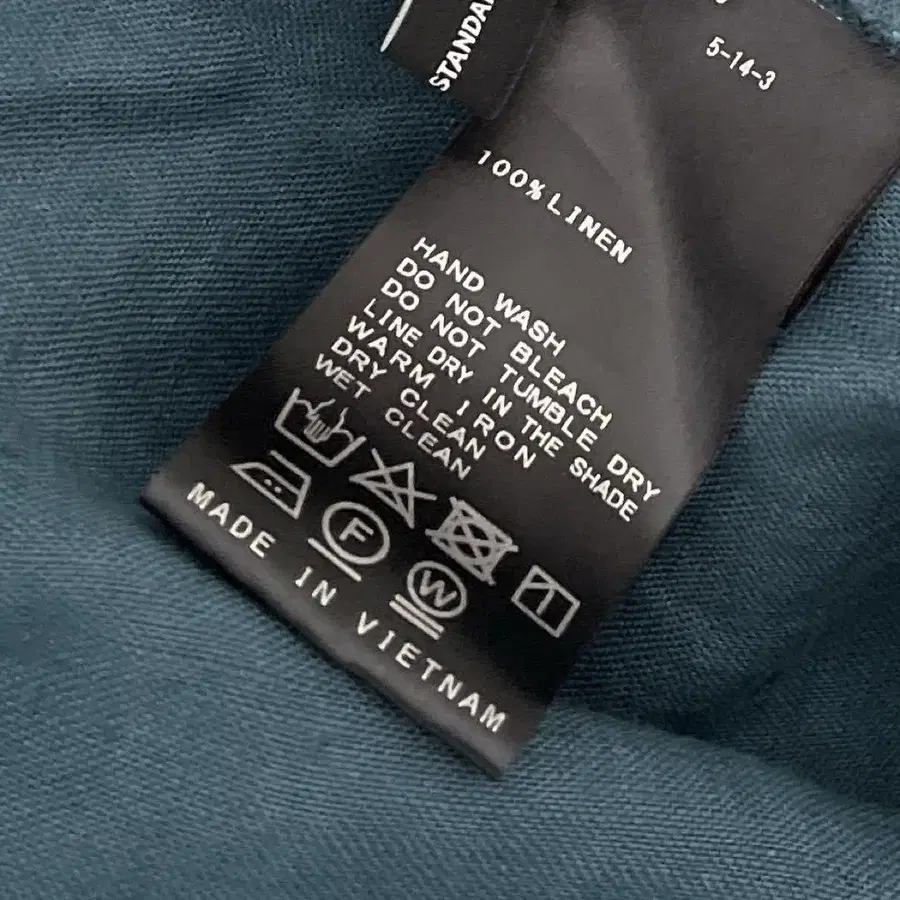 STANDA
5-14-3
100% LINEN
HAND WASH
DO NOT BLEACH
DO NOT TUMBLE DRY
LINE DRY IN THE SHADE
WARM IRON
DRY CLEAN
WET CLEAN
F
W
MADE IN VIETNAM